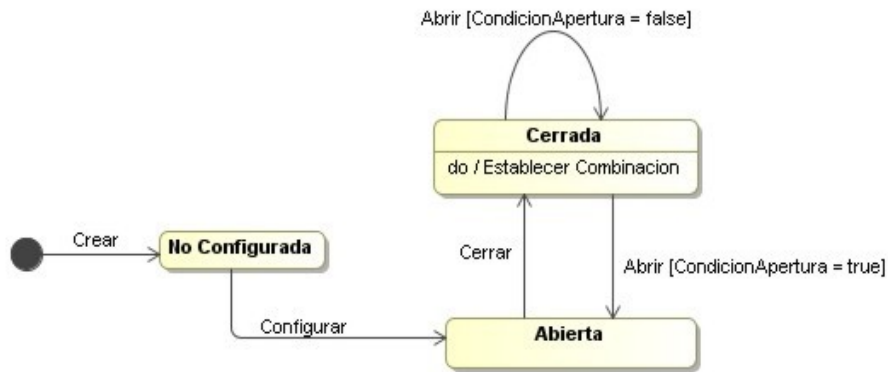 Abrir [CondicionApertura = false]
Cerrada
do / Establecer Combinacion
Crear
No Configurada
Cerrar
Abrir [CondicionApertura = true]
Configurar
Abierta